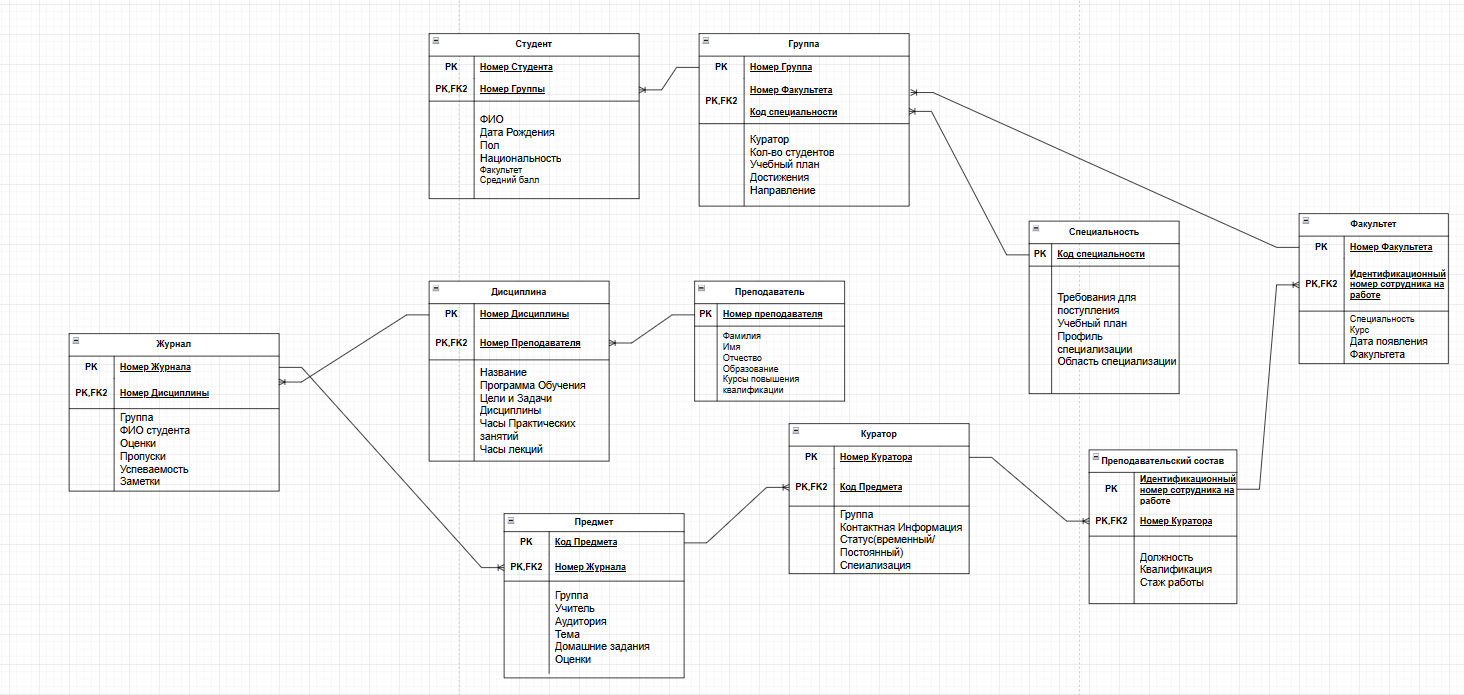 Студент
PK Номер Студента
PK,FK2 Номер Группы
ФИО
Дата Рождения
Пол
Национальность
Факультет
Средний балл
Группа
PK Номер Группа
PK,FK2 Номер Факультета
Код специальности
Куратор
Кол-во студентов
Учебный план
Достижения
Направление
Специальность
PK Код специальности
Требования для
поступления
Учебный план
Профиль
специализации
Область специализации
Факультет
PK Номер Факультета
PK,FK2 Идентификационный
номер сотрудника на
работе
Специальность
Курс
Дата появления
Факультета
Журнал
PK Номер Журнала
PK,FK2 Номер Дисциплины
Группа
ФИО студента
Оценки
Пропуски
Успеваемость
Заметки
Дисциплина
PK Номер Дисциплины
PK,FK2 Номер Преподавателя
Название
Программа Обучения
Цели и Задачи
Дисциплины
Часы Практических
занятий
Часы лекций
Преподаватель
PK Номер преподавателя
Фамилия
Имя
Отчество
Образование
Курсы повышения
квалификации
Куратор
PK Номер Куратора
PK,FK2 Код Предмета
Группа
Контактная Информация
Статус(временный/
Постоянный)
Спеиализация
Преподавательский состав
PK Идентификационный
номер сотрудника на
работе
PK,FK2 Номер Куратора
Должность
Квалификация
Стаж работы
Предмет
PK Код Предмета
PK,FK2 Номер Журнала
Группа
Учитель
Аудитория
Тема
Домашние задания
Оценки